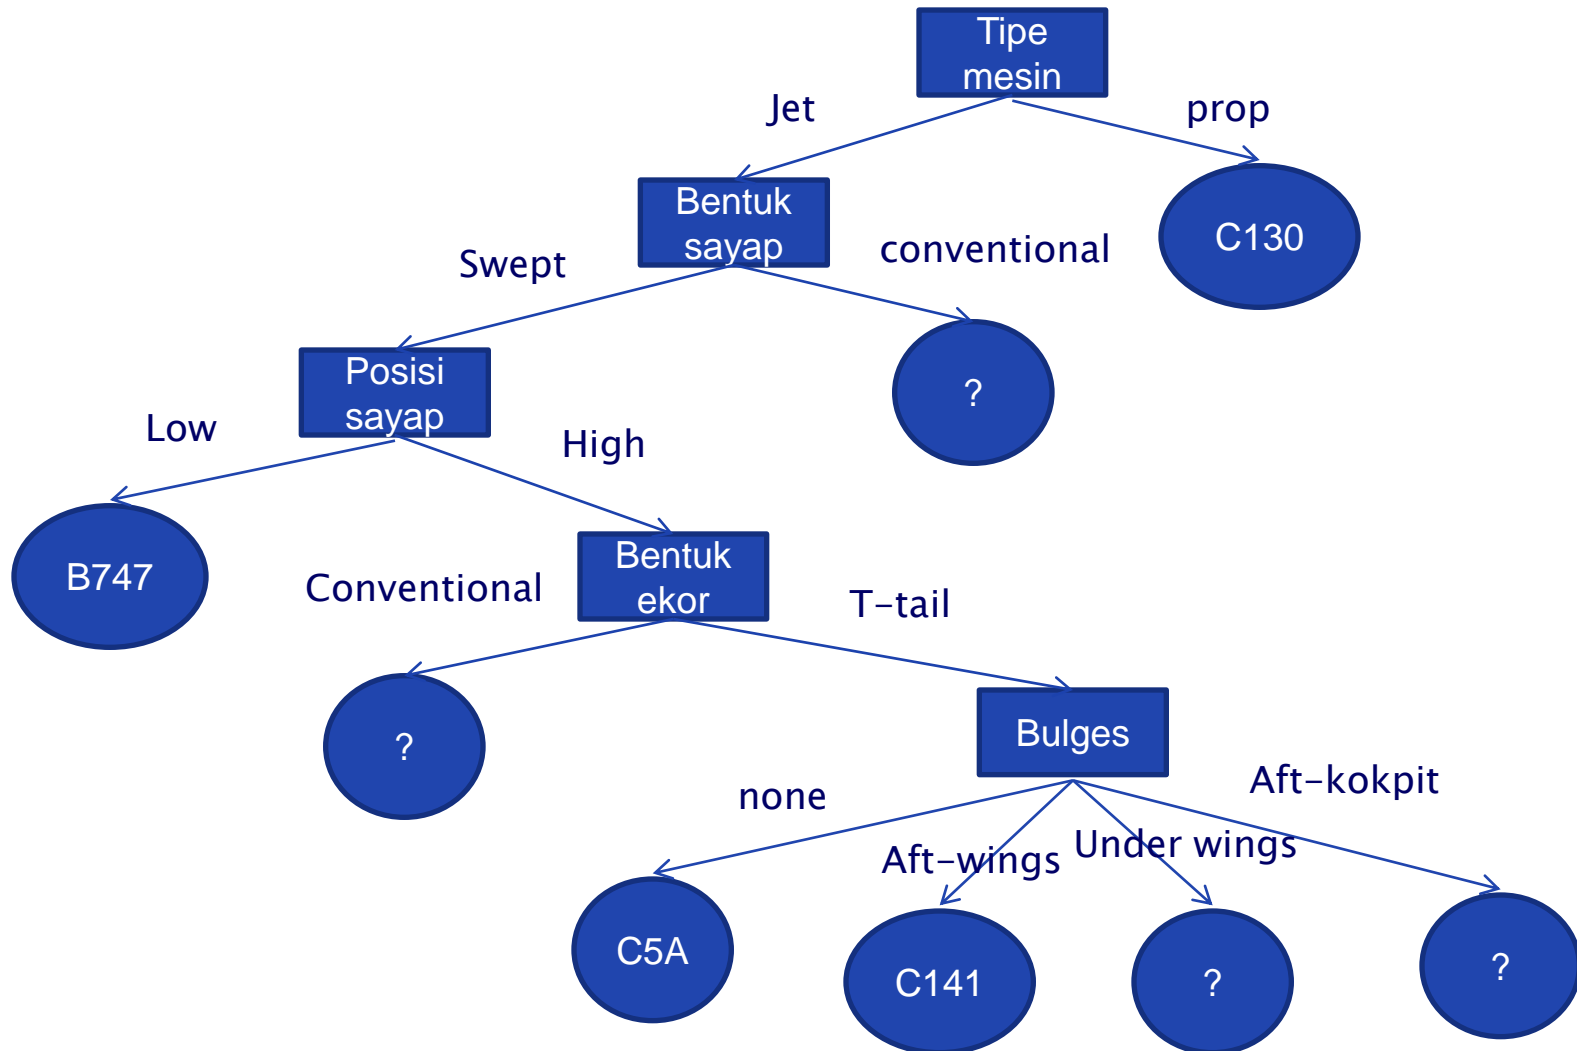 Tipe
mesin
Jet
prop
Bentuk
sayap
C130
Swept
conventional
Posisi
sayap
?
Low
High
B747
Bentuk
ekor
Conventional
T-tail
?
Bulges
none
Aft-wings
Under wings
Aft-kokpit
C5A
C141
?
?